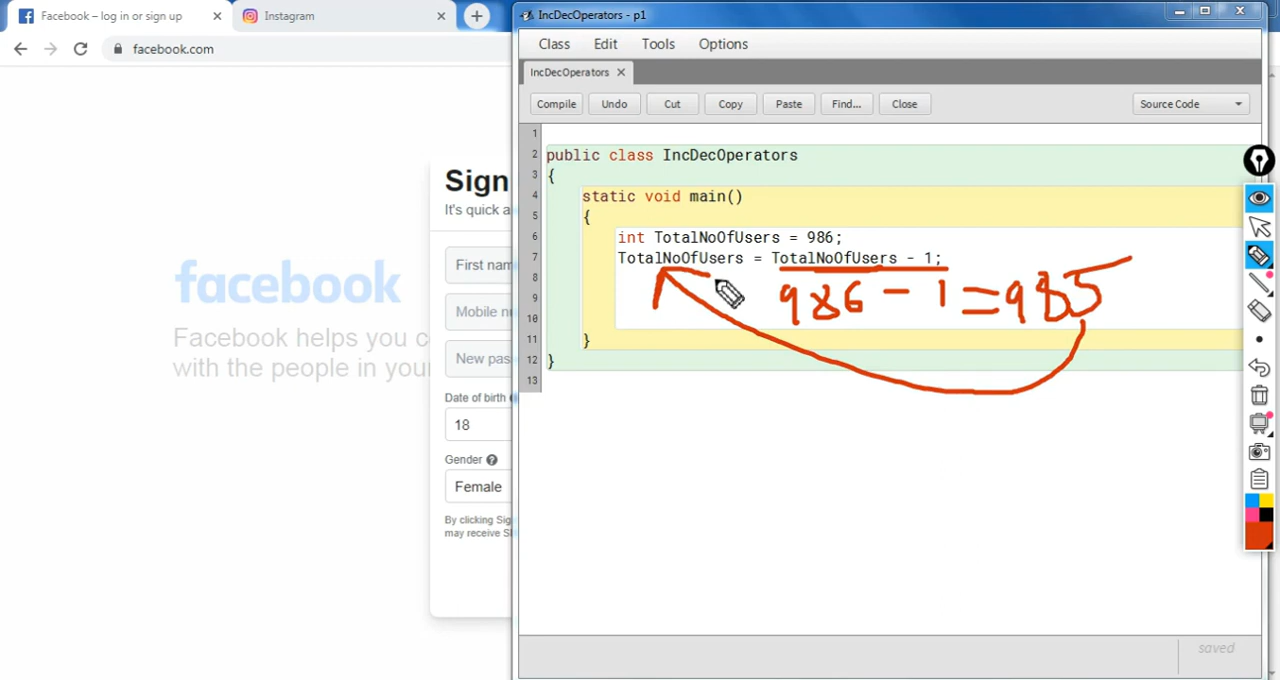 Facebook – log in or sign up
Instagram
facebook.com
Sign
It's quick a
facebook
Facebook helps you c
with the people in your
First nam
Mobile nu
New pas
Date of birth
18
Gender
Female
By clicking Sig
may receive S
IncDecOperators - p1
Class Edit Tools Options
IncDecOperators
Compile Undo Cut Copy Paste Find... Close Source Code
1
2 public class IncDecOperators
3 {
4 static void main()
5 {
6 int TotalNoOfUsers = 986;
7 TotalNoOfUsers = TotalNoOfUsers - 1;
8
9 986 - 1 = 985
10
11 }
12 }
13
saved